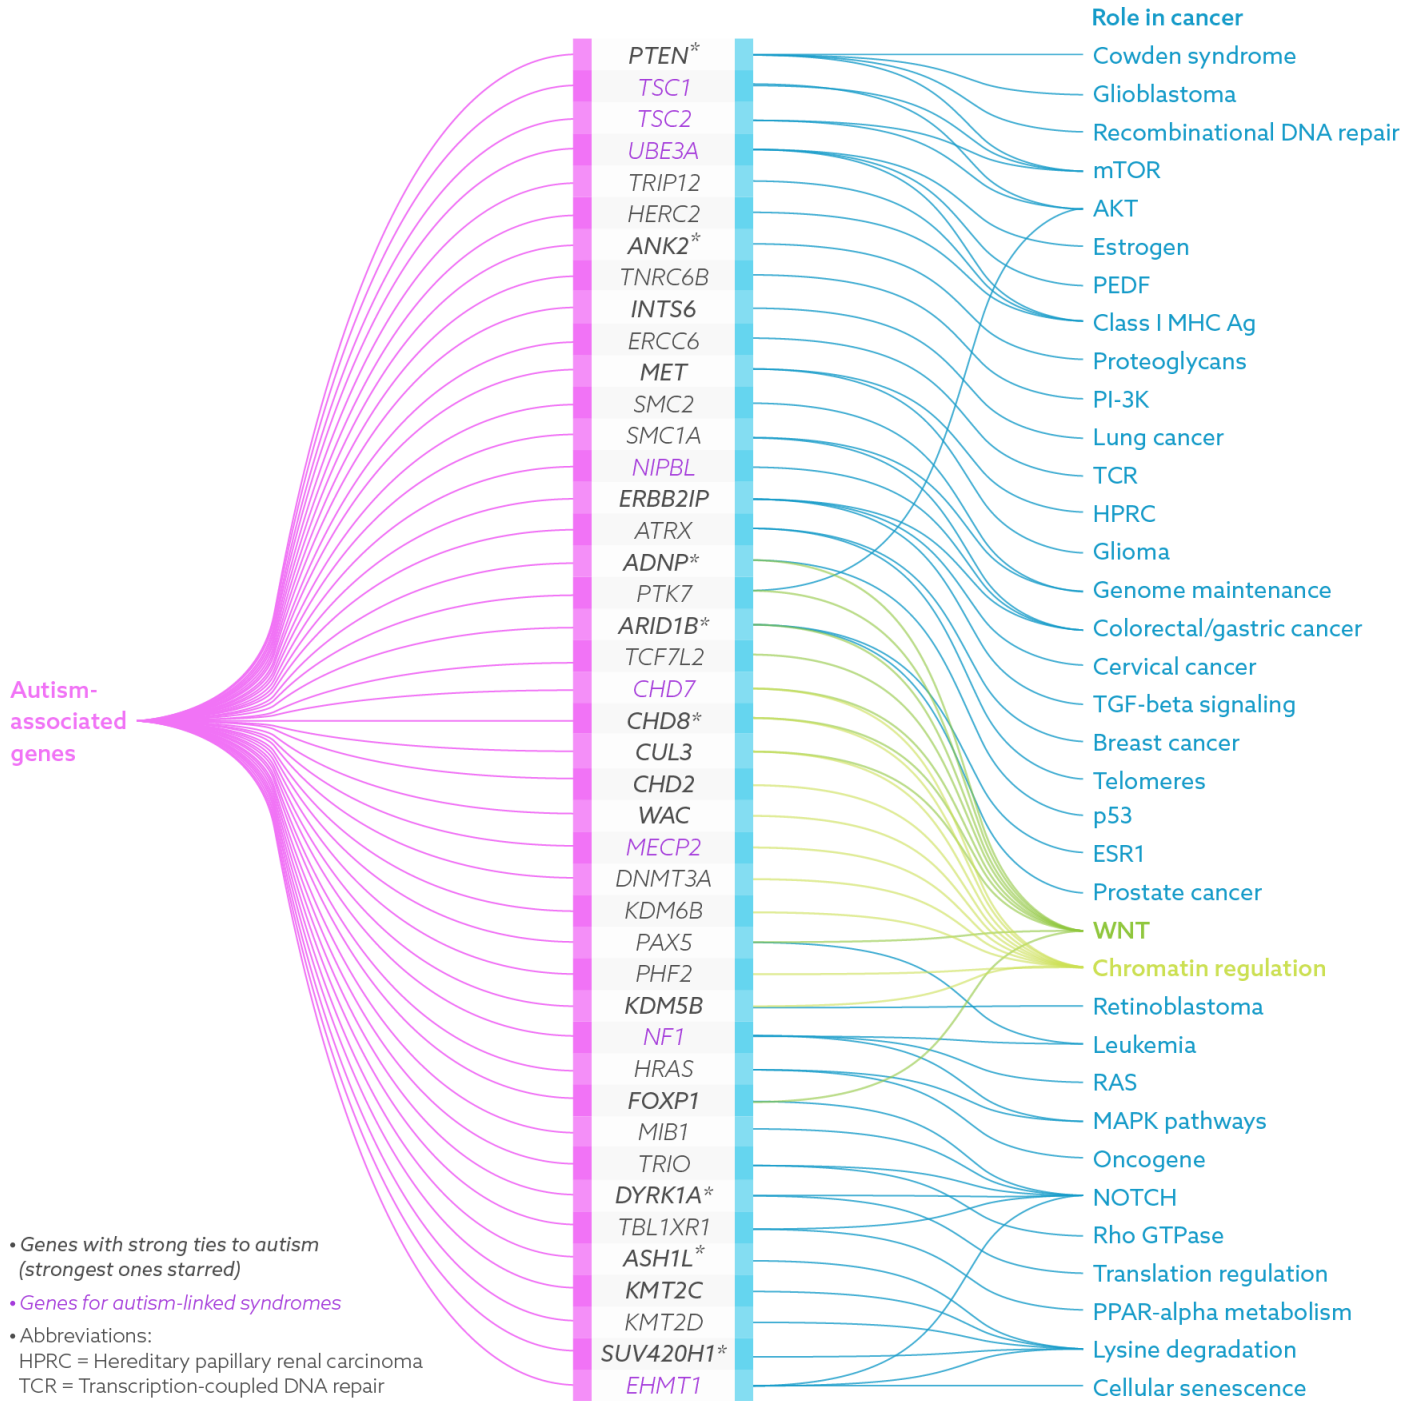 Role in cancer
PTEN*
TSC1
TSC2
UBE3A
TRIP12
HERC2
ANK2*
TNRC6B
INTS6
ERCC6
MET
SMC2
SMC1A
NIPBL
ERBB2IP
ATRX
ADNP*
PTK7
ARID1B*
TCF7L2
CHD7
CHD8*
CUL3
CHD2
WAC
MECP2
DNMT3A
KDM6B
PAX5
PHF2
KDM5B
NF1
HRAS
FOXP1
MIB1
TRIO
DYRK1A*
TBL1XR1
ASH1L*
KMT2C
KMT2D
SUV420H1*
EHMT1
Cowden syndrome
Glioblastoma
Recombinational DNA repair
mTOR
AKT
Estrogen
PEDF
Class I MHC Ag
Proteoglycans
PI-3K
Lung cancer
TCR
HPRC
Glioma
Genome maintenance
Colorectal/gastric cancer
Cervical cancer
TGF-beta signaling
Breast cancer
Telomeres
p53
ESR1
Prostate cancer
WNT
Chromatin regulation
Retinoblastoma
Leukemia
RAS
MAPK pathways
Oncogene
NOTCH
Rho GTPase
Translation regulation
PPAR-alpha metabolism
Lysine degradation
Cellular senescence
Autism-
associated
genes
• Genes with strong ties to autism
(strongest ones starred)
• Genes for autism-linked syndromes
• Abbreviations:
HPRC = Hereditary papillary renal carcinoma
TCR = Transcription-coupled DNA repair